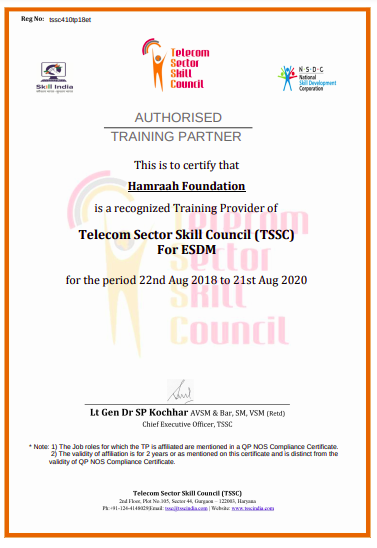 Reg No: tssc410tp18et
Telecom
Sector
Skill
Council
Skill India
N · S · D · C
National
Skill Development
Corporation
AUTHORISED
TRAINING PARTNER
This is to certify that
Hamraah Foundation
is a recognized Training Provider of
Telecom Sector Skill Council (TSSC)
For ESDM
for the period 22nd Aug 2018 to 21st Aug 2020
Telecom
Sector
Skill
Council
Lt Gen Dr SP Kochhar AVSM & Bar, SM, VSM (Retd)
Chief Executive Officer, TSSC
* Note: 1) The Job roles for which the TP is affiliated are mentioned in a QP NOS Compliance Certificate.
2) The validity of affiliation is for 2 years or as mentioned on this certificate and is distinct from the
validity of QP NOS Compliance Certificate.
Telecom Sector Skill Council (TSSC)
2nd Floor, Plot No.105, Sector 44, Gurgaon – 122003, Haryana
Ph:+91-124-4148029|Email: tssc@tsscindia.com | Website: www.tsscindia.com